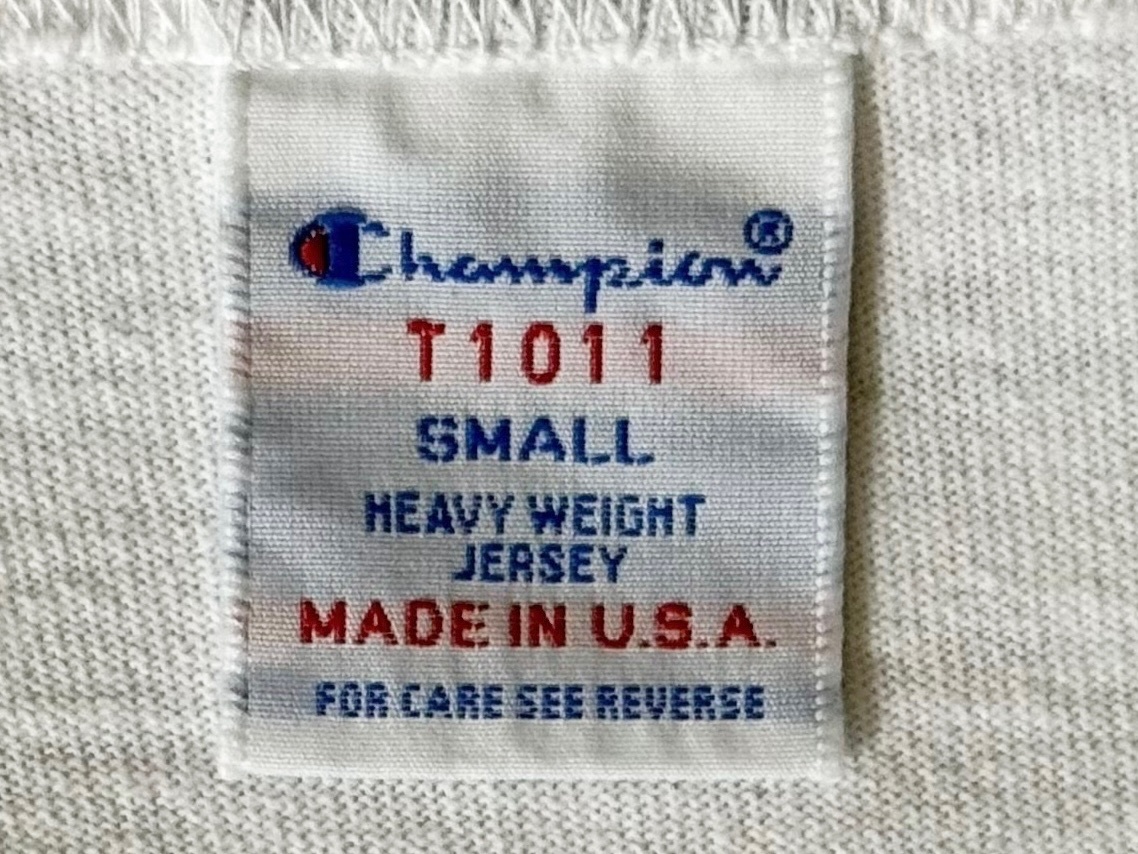 Champion®
T1011
SMALL
HEAVY WEIGHT
JERSEY
MADE IN U.S.A.
FOR CARE SEE REVERSE